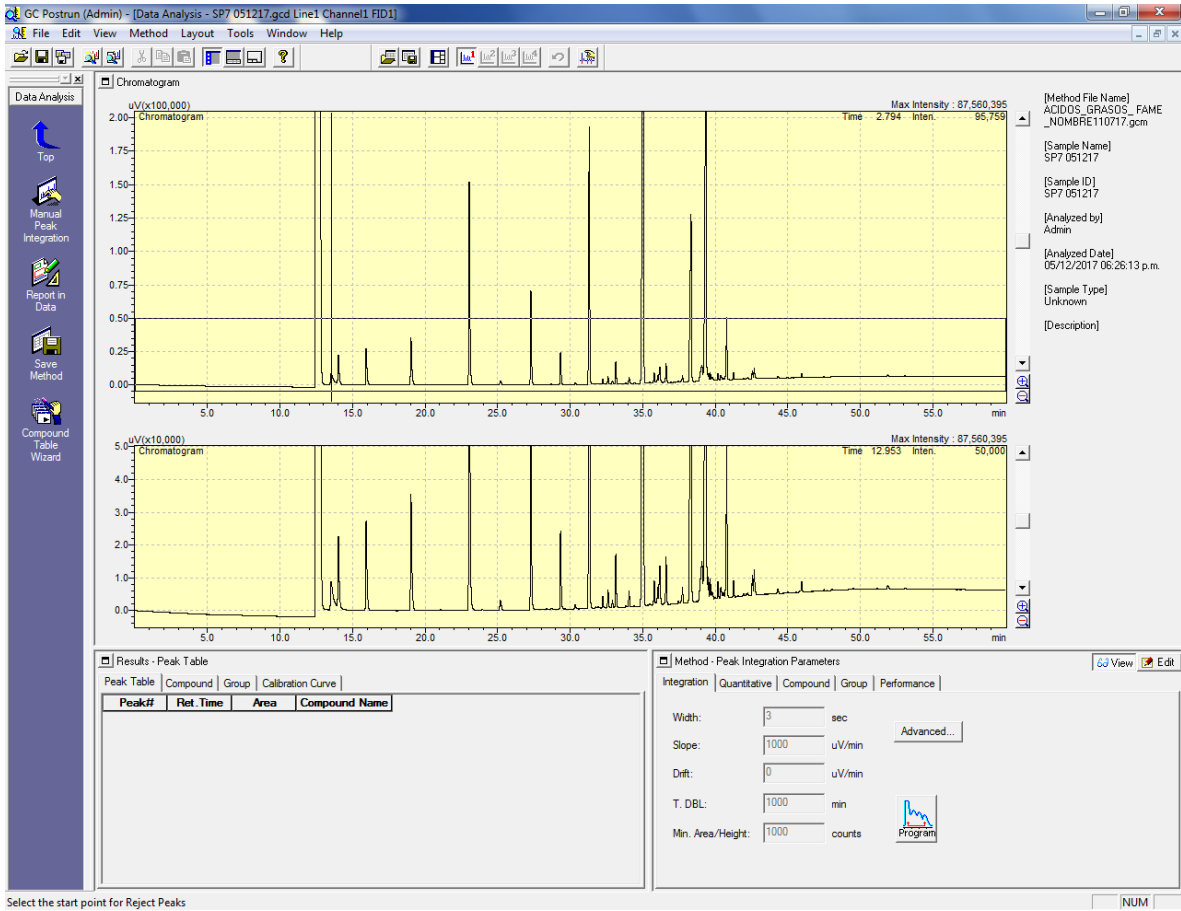 GC Postrun (Admin) - [Data Analysis - SP7 051217.gcd Line1 Channel1 FID1]
File Edit View Method Layout Tools Window Help
Data Analysis
Top
Manual
Peak
Integration
Report in
Data
Save
Method
Compound
Table
Wizard
Chromatogram
uV(x100,000)
Max Intensity : 87,560,395
Chromatogram
Time 2.794 Inten. 95,759
2.00
1.75
1.50
1.25
1.00
0.75
0.50
0.25
0.00
5.0 10.0 15.0 20.0 25.0 30.0 35.0 40.0 45.0 50.0 55.0 min
uV(x10,000)
Max Intensity : 87,560,395
Chromatogram
Time 12.953 Inten. 50,000
5.0
4.0
3.0
2.0
1.0
0.0
5.0 10.0 15.0 20.0 25.0 30.0 35.0 40.0 45.0 50.0 55.0 min
[Method File Name]
ACIDOS_GRASOS_ FAME
_NOMBRE110717.gcm
[Sample Name]
SP7 051217
[Sample ID]
SP7 051217
[Analyzed by]
Admin
[Analyzed Date]
05/12/2017 06:26:13 p.m.
[Sample Type]
Unknown
[Description]
Results - Peak Table
Peak Table Compound Group Calibration Curve
Peak# Ret.Time Area Compound Name
Method - Peak Integration Parameters
View Edit
Integration Quantitative Compound Group Performance
Width: 3 sec
Advanced...
Slope: 1000 uV/min
Drift: 0 uV/min
T. DBL: 1000 min
Min. Area/Height: 1000 counts
Program
Select the start point for Reject Peaks
NUM